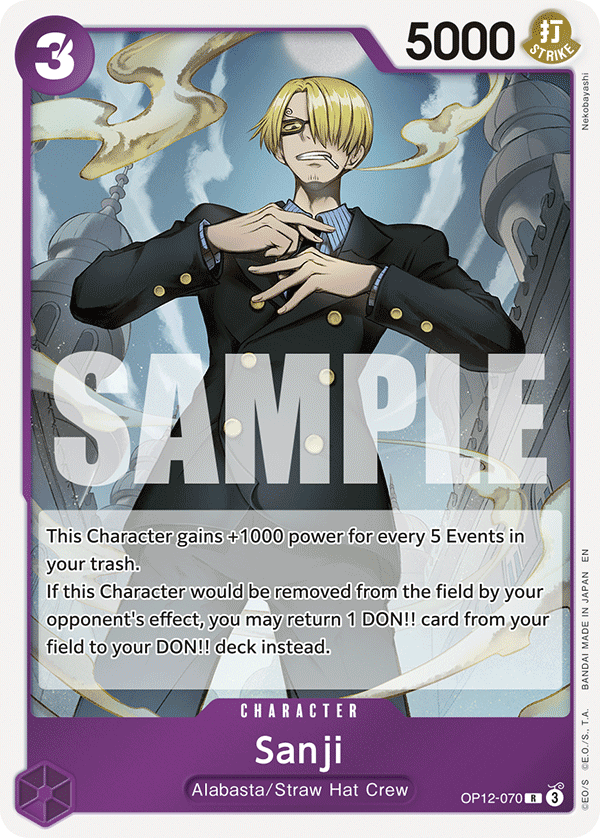 3
5000
打
STRIKE
Nekobayashi
SAMPLE
This Character gains +1000 power for every 5 Events in
your trash.
If this Character would be removed from the field by your
opponent's effect, you may return 1 DON!! card from your
field to your DON!! deck instead.
CHARACTER
Sanji
Alabasta/Straw Hat Crew
OP12-070 R 3
©E.O/S ©E.O./S., T.A. BANDAI MADE IN JAPAN EN